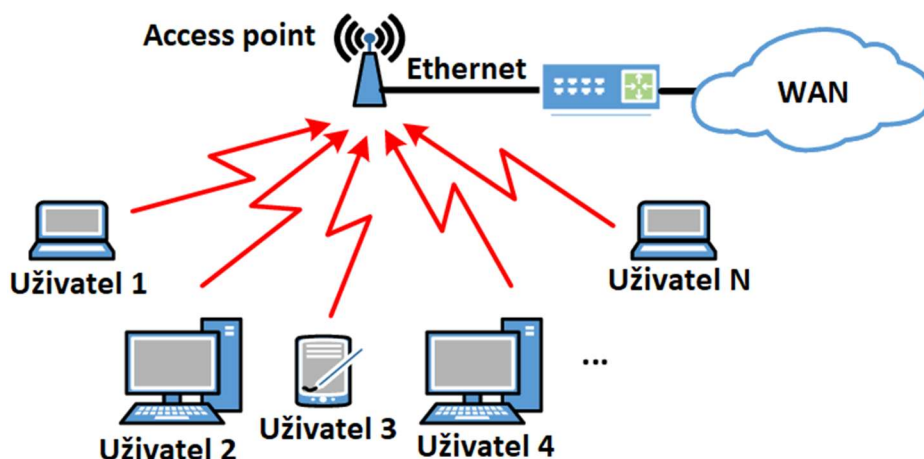 Access point
Ethernet
WAN
Uživatel 1
Uživatel N
Uživatel 2
Uživatel 3
Uživatel 4
...